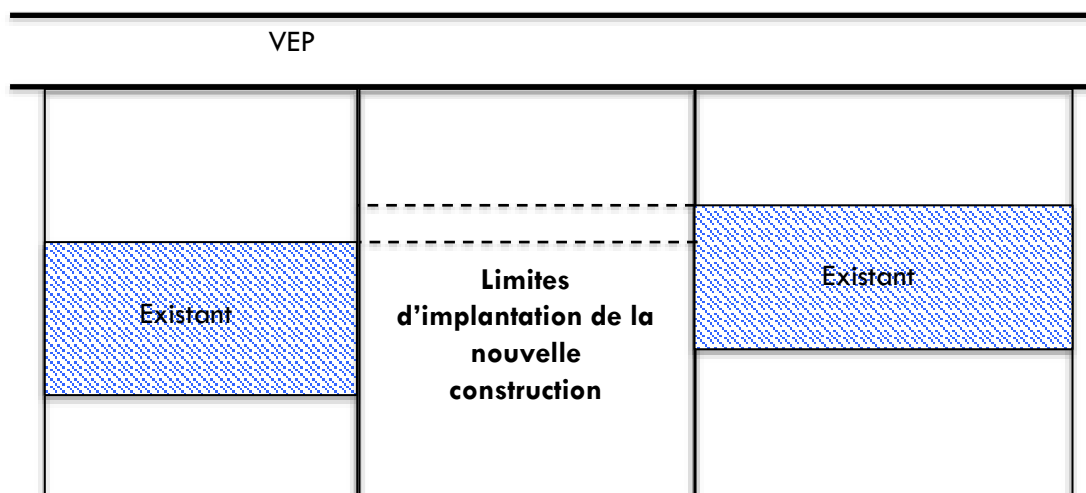 VEP
Existant
Limites
d’implantation de la
nouvelle
construction
Existant